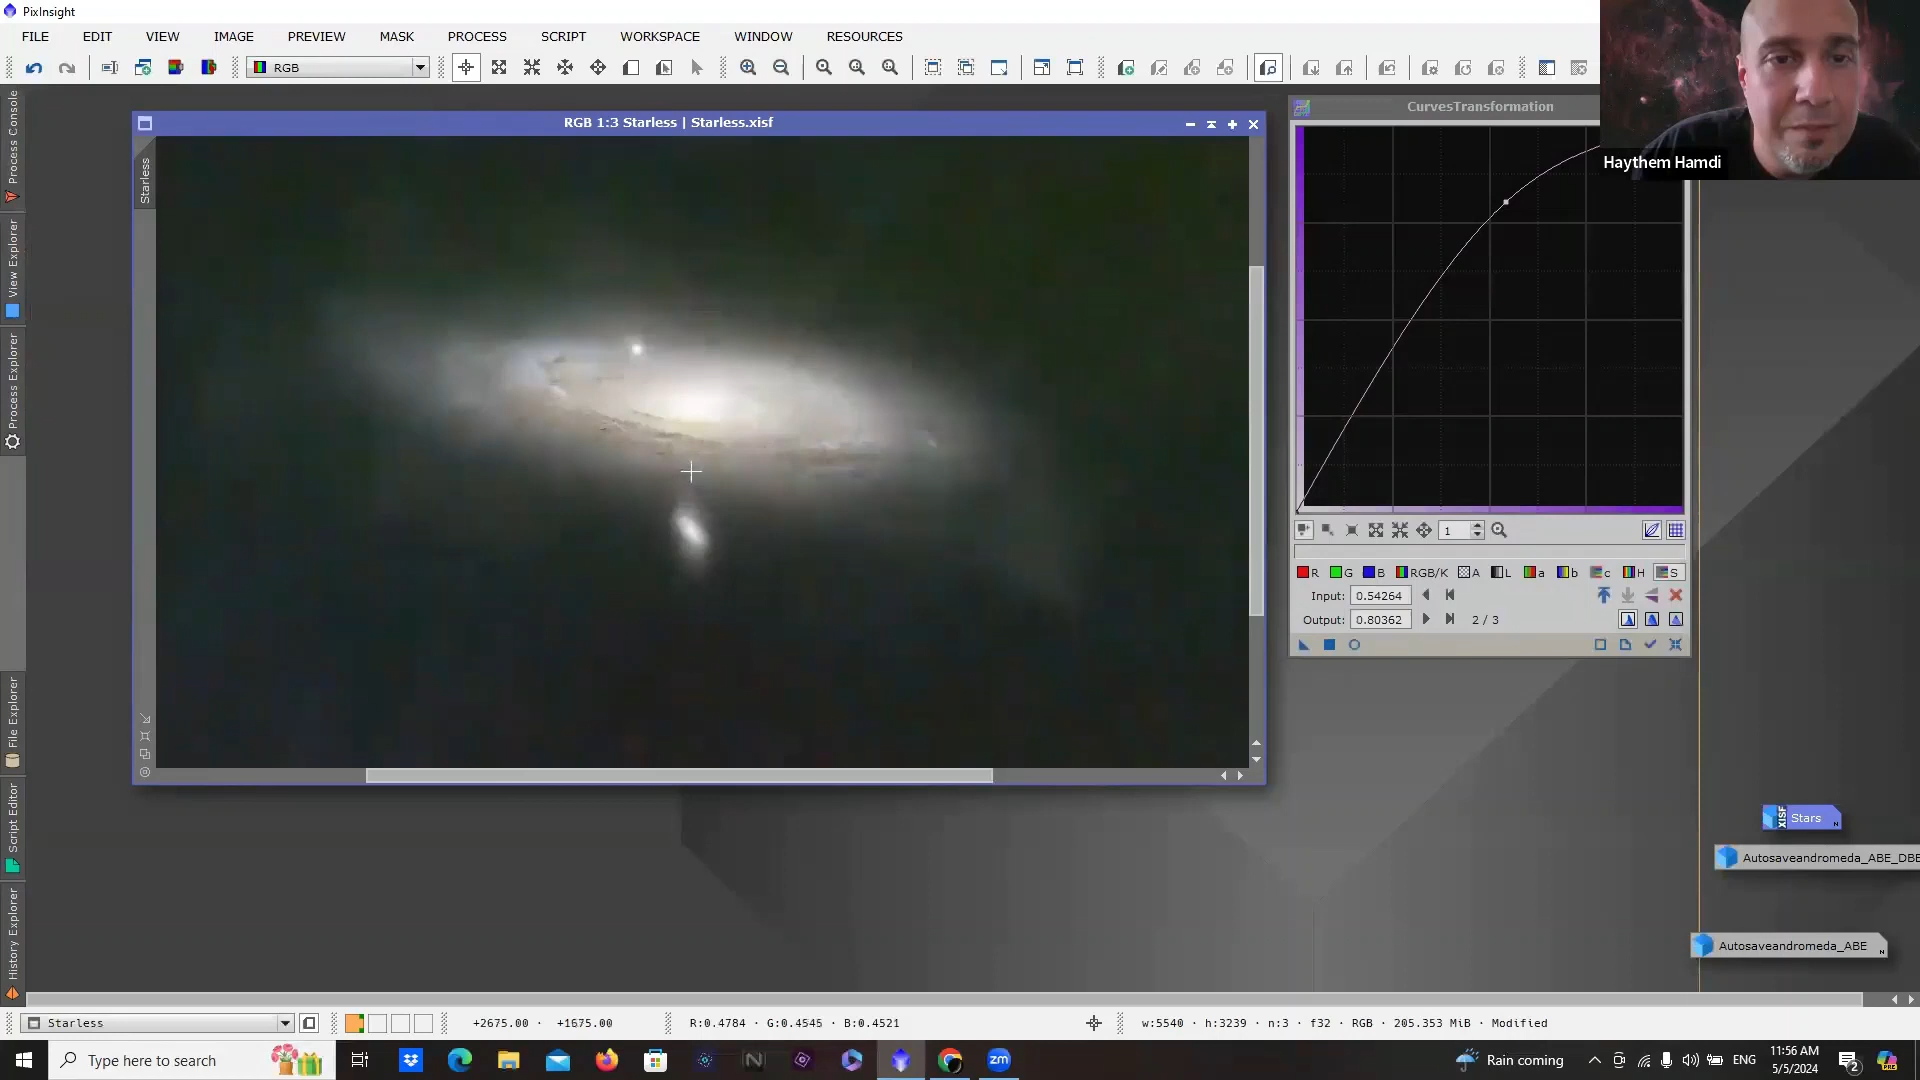 PixInsight
FILE EDIT VIEW IMAGE PREVIEW MASK PROCESS SCRIPT WORKSPACE WINDOW RESOURCES
RGB
Process Console
View Explorer
Process Explorer
File Explorer
Script Editor
History Explorer
RGB 1:3 Starless | Starless.xisf
Starless
CurvesTransformation
Haythem Hamdi
1
R G B RGB/K A L a b c H S
Input: 0.54264
Output: 0.80362 2 / 3
XISF Stars
N
Autosaveandromeda_ABE_DBE
Autosaveandromeda_ABE
N
Starless
+2675.00 · +1675.00
R:0.4784 · G:0.4545 · B:0.4521
w:5540 · h:3239 · n:3 · f32 · RGB · 205.353 MiB · Modified
Type here to search
N
zm
Rain coming
ENG
11:56 AM
5/5/2024
2
PRE